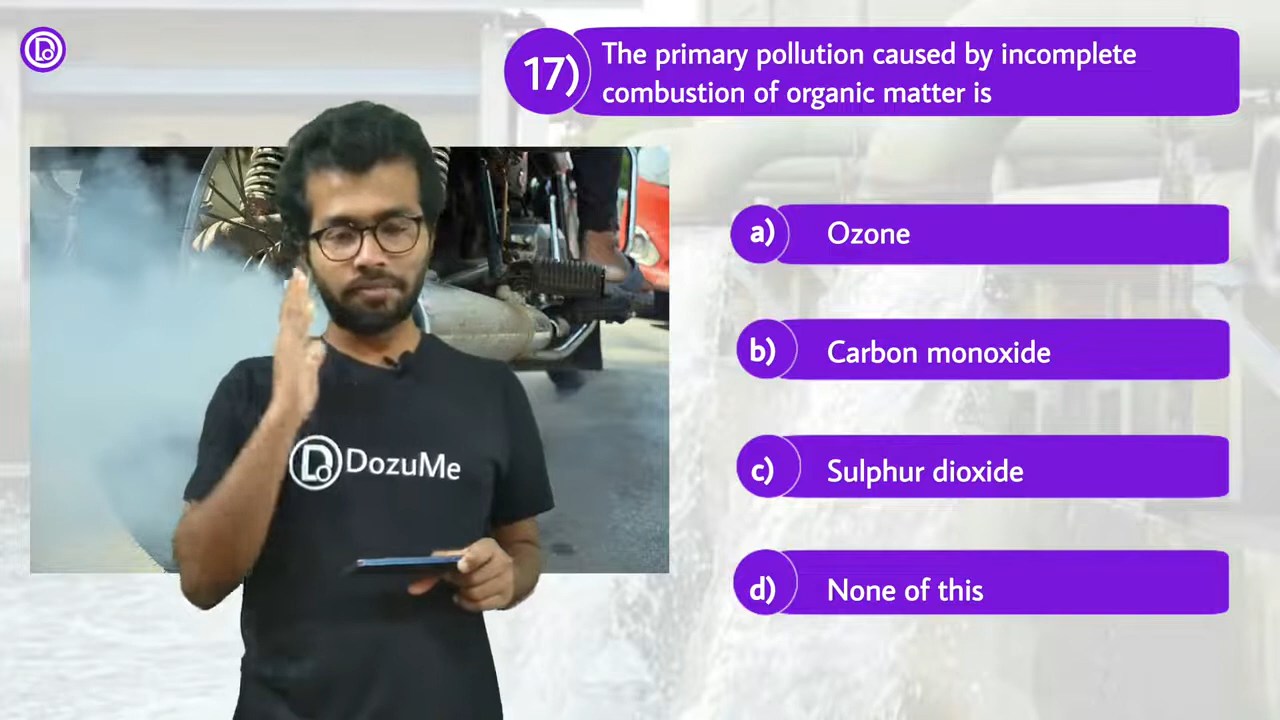 17)
The primary pollution caused by incomplete
combustion of organic matter is
a) Ozone
b) Carbon monoxide
c) Sulphur dioxide
d) None of this
DozuMe